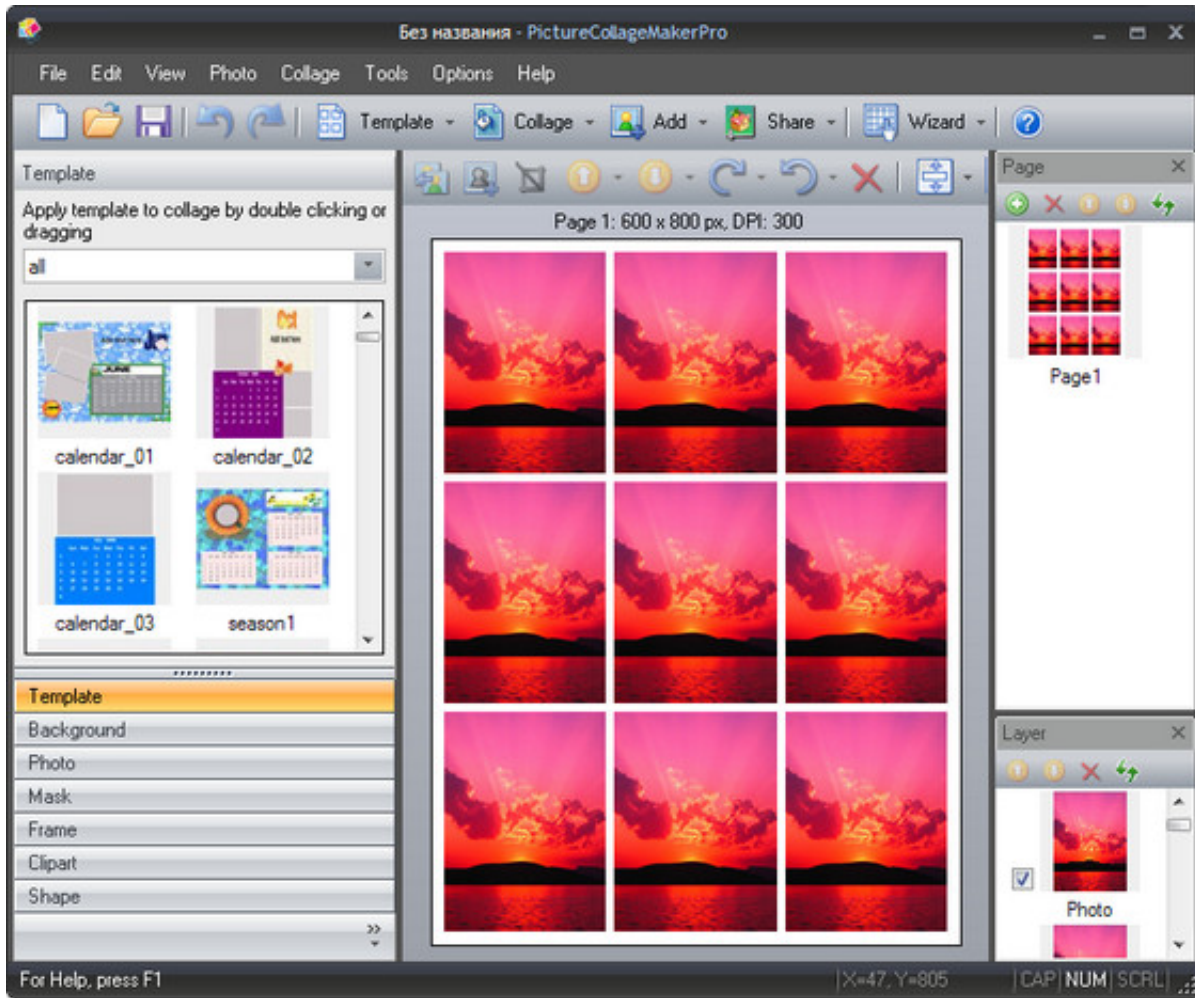 Без названия - PictureCollageMakerPro
File Edit View Photo Collage Tools Options Help
Template Collage Add Share Wizard
Template
Apply template to collage by double clicking or
dragging
all
JUNE
calendar_01 calendar_02
calendar_03 season1
Template
Background
Photo
Mask
Frame
Clipart
Shape
Page 1: 600 x 800 px, DPI: 300
Page
Page1
Layer
Photo
For Help, press F1 X=47, Y=805 CAP NUM SCRL